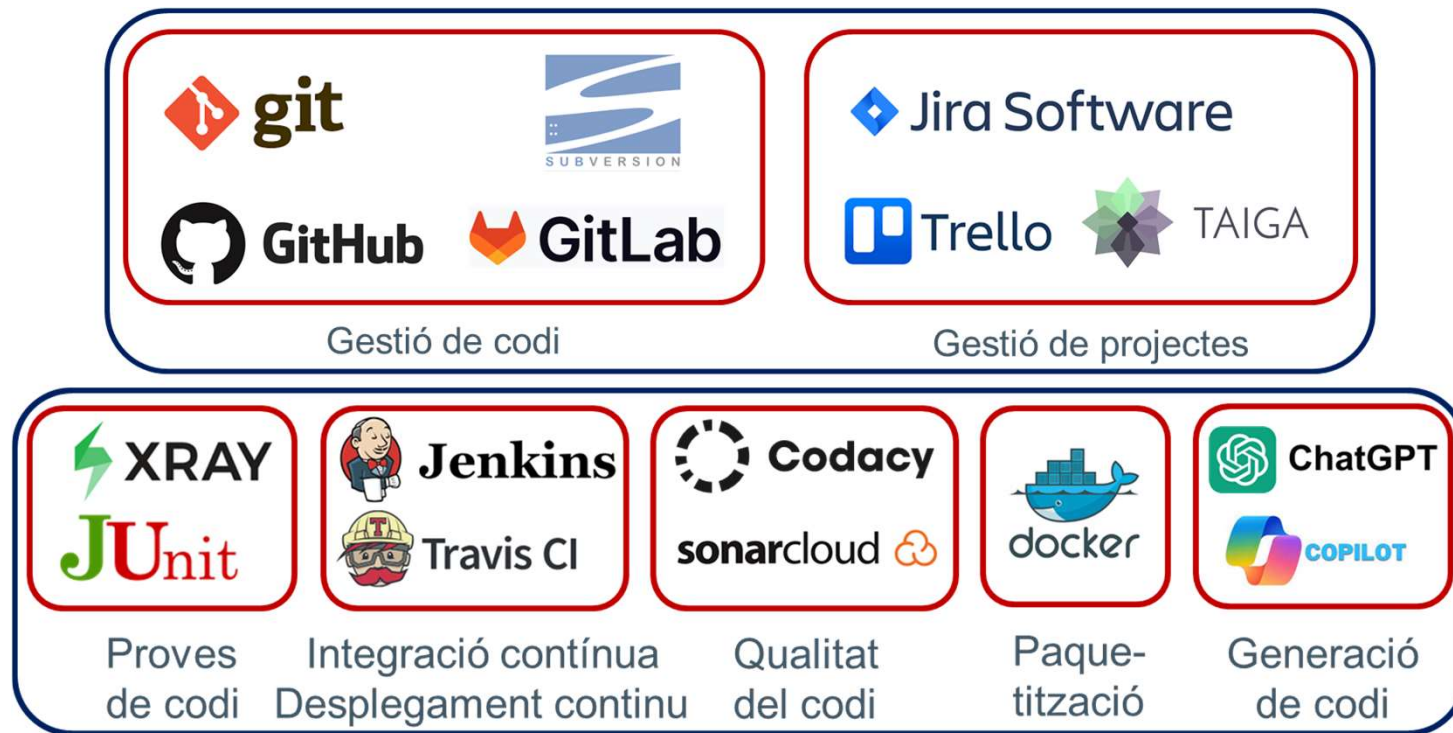 git
SUBVERSION
Jira Software
GitHub
GitLab
Trello
TAIGA
Gestió de codi
Gestió de projectes
XRAY
JUnit
Jenkins
T
Travis CI
Codacy
sonarcloud
docker
ChatGPT
COPILOT
Proves
de codi
Integració contínua
Desplegament continu
Qualitat
del codi
Paque-
tització
Generació
de codi